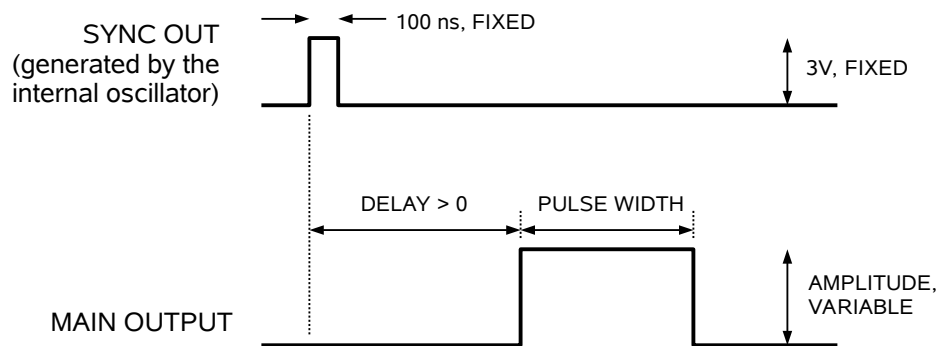 100 ns, FIXED
SYNC OUT
(generated by the
internal oscillator)
3V, FIXED
DELAY > 0
PULSE WIDTH
AMPLITUDE,
VARIABLE
MAIN OUTPUT